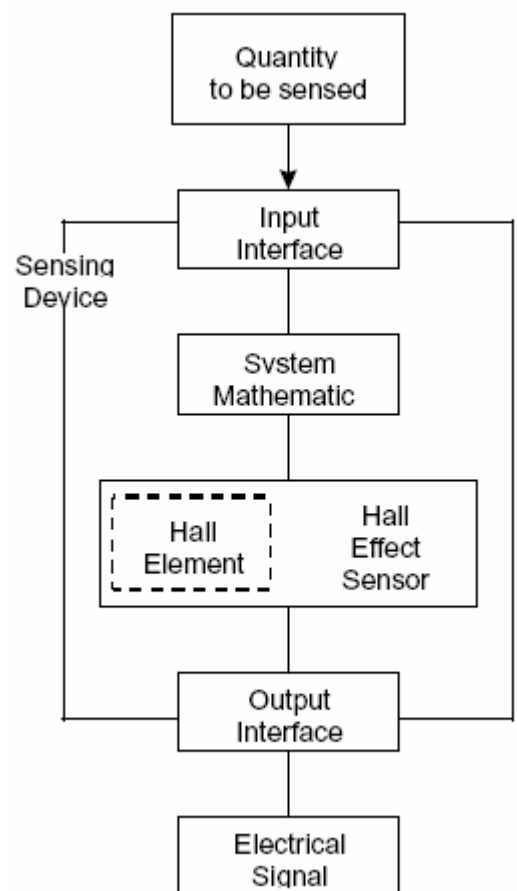 Quantity
to be sensed
Input
Interface
Sensing
Device
System
Mathematic
Hall
Element
Hall
Effect
Sensor
Output
Interface
Electrical
Signal